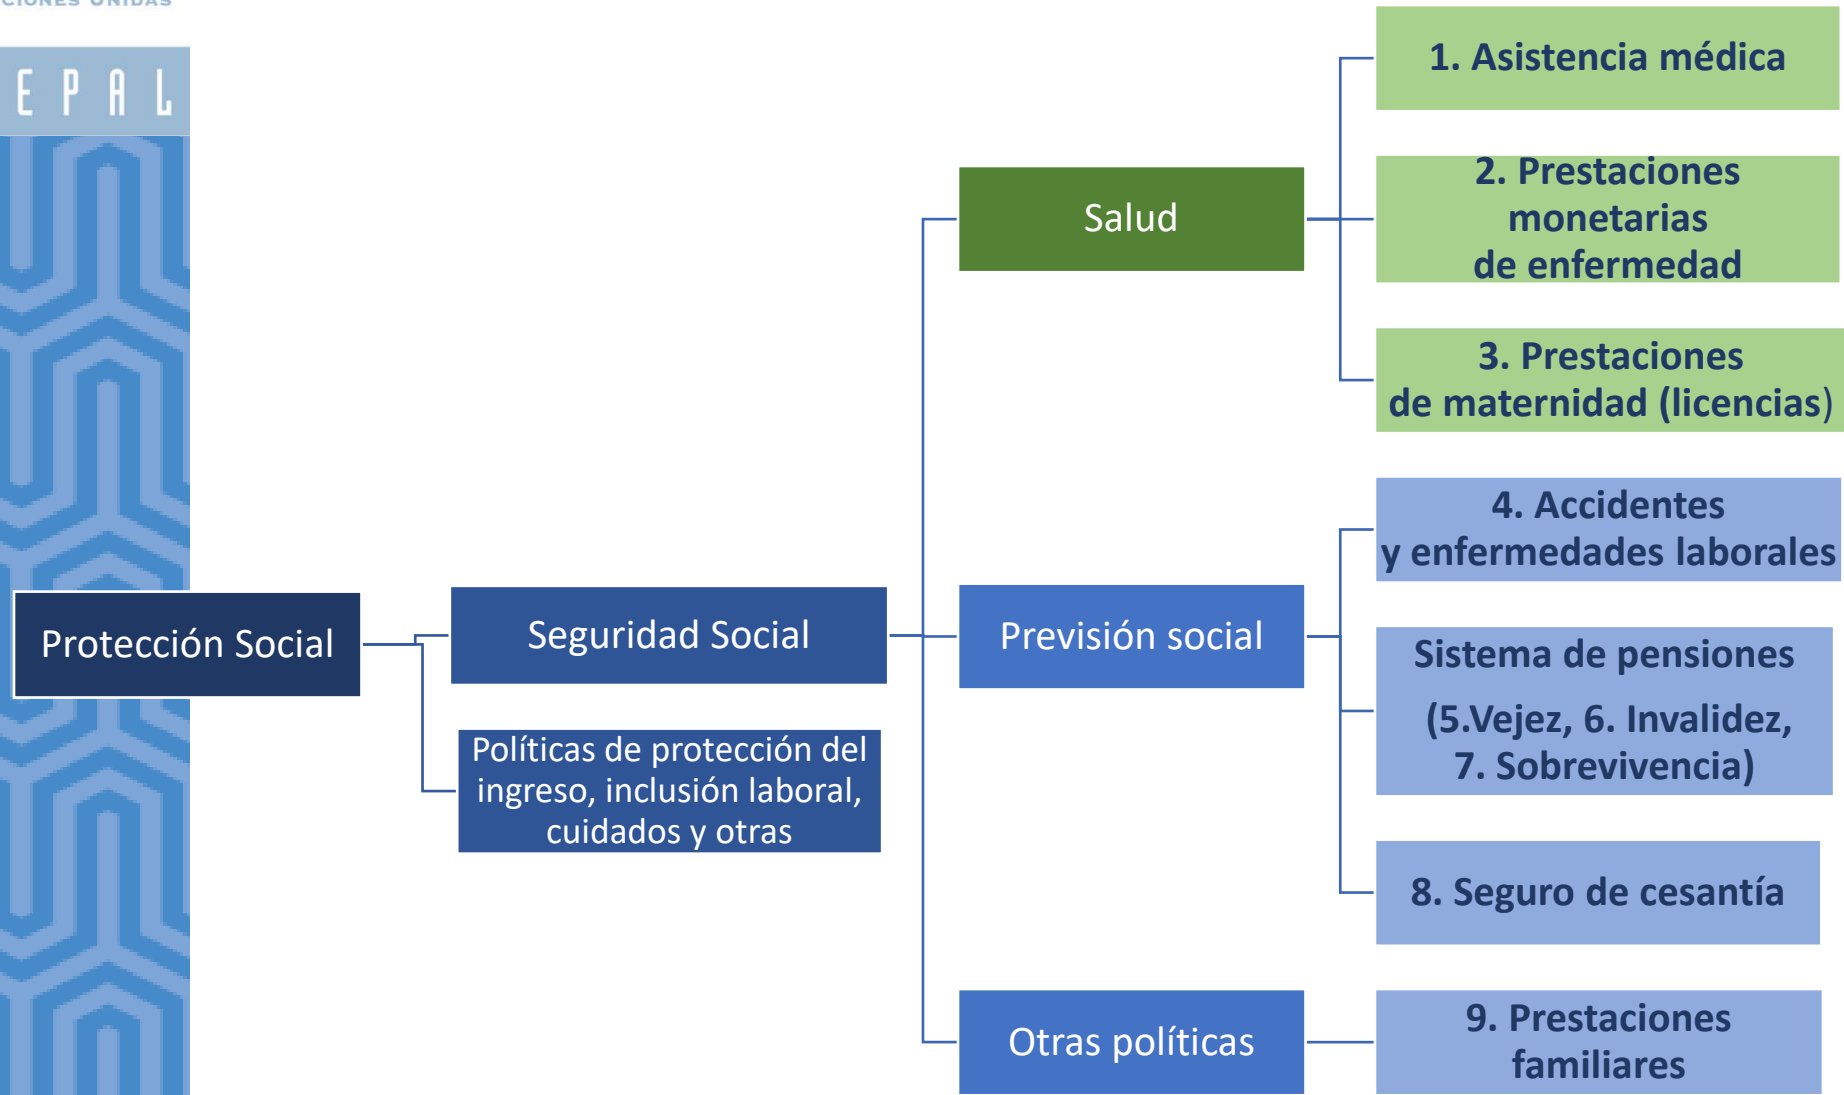 EPAL
Protección Social
Seguridad Social
Políticas de protección del
ingreso, inclusión laboral,
cuidados y otras
Salud
Previsión social
Otras políticas
1. Asistencia médica
2. Prestaciones
monetarias
de enfermedad
3. Prestaciones
de maternidad (licencias)
4. Accidentes
y enfermedades laborales
Sistema de pensiones
(5.Vejez, 6. Invalidez,
7. Sobrevivencia)
8. Seguro de cesantía
9. Prestaciones
familiares